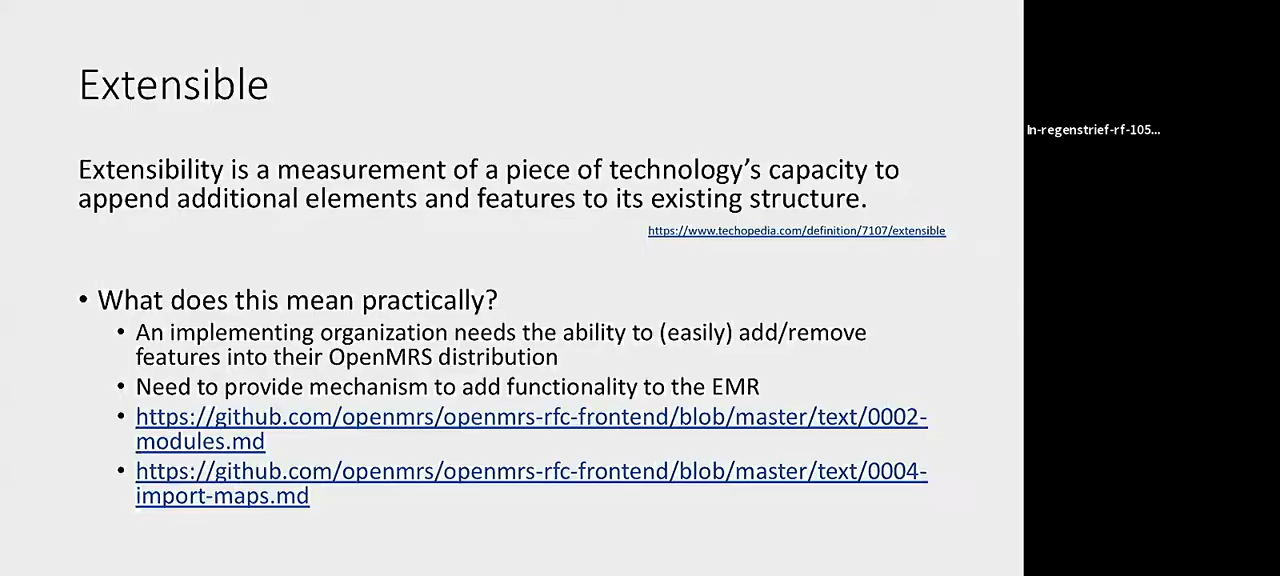 Extensible
Extensibility is a measurement of a piece of technology's capacity to
append additional elements and features to its existing structure.
https://www.techopedia.com/definition/7107/extensible
• What does this mean practically?
• An implementing organization needs the ability to (easily) add/remove
features into their OpenMRS distribution
• Need to provide mechanism to add functionality to the EMR
• https://github.com/openmrs/openmrs-rfc-frontend/blob/master/text/0002-
modules.md
• https://github.com/openmrs/openmrs-rfc-frontend/blob/master/text/0004-
import-maps.md
In-regenstrief-rf-105...